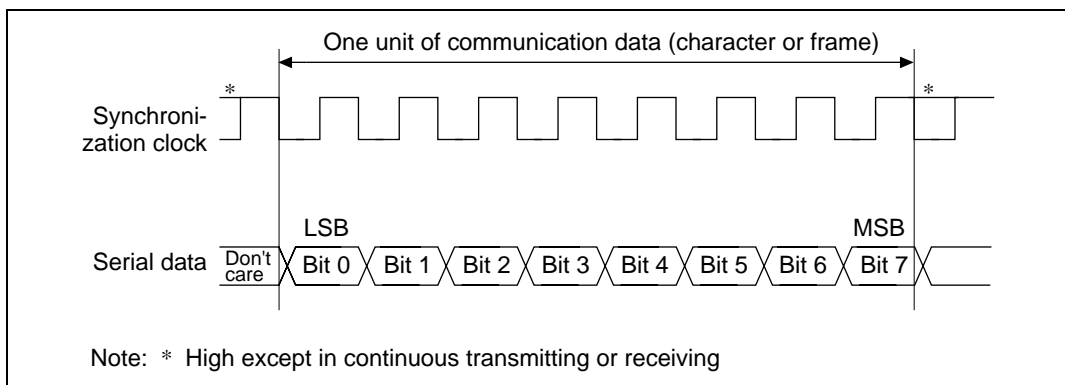 One unit of communication data (character or frame)
* *
Synchroni-
zation clock
LSB MSB
Serial data Don't care Bit 0 Bit 1 Bit 2 Bit 3 Bit 4 Bit 5 Bit 6 Bit 7
Note: * High except in continuous transmitting or receiving